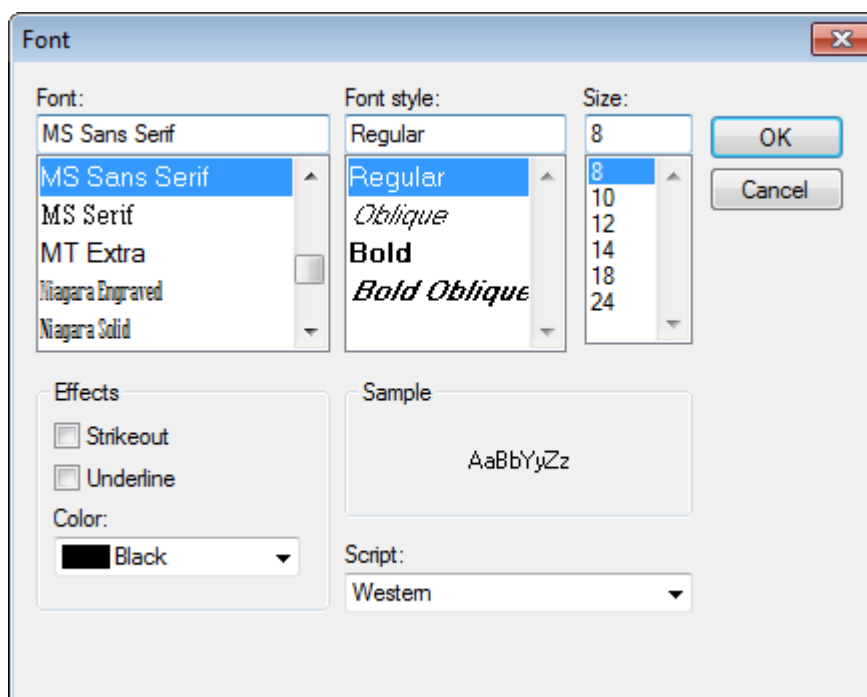 Font
Font:
MS Sans Serif
MS Sans Serif
MS Serif
MT Extra
Niagara Engraved
Niagara Solid
Font style:
Regular
Regular
Oblique
Bold
Bold Oblique
Size:
8
8
10
12
14
18
24
OK
Cancel
Effects
Strikeout
Underline
Color:
Black
Sample
AaBbYyZz
Script:
Western